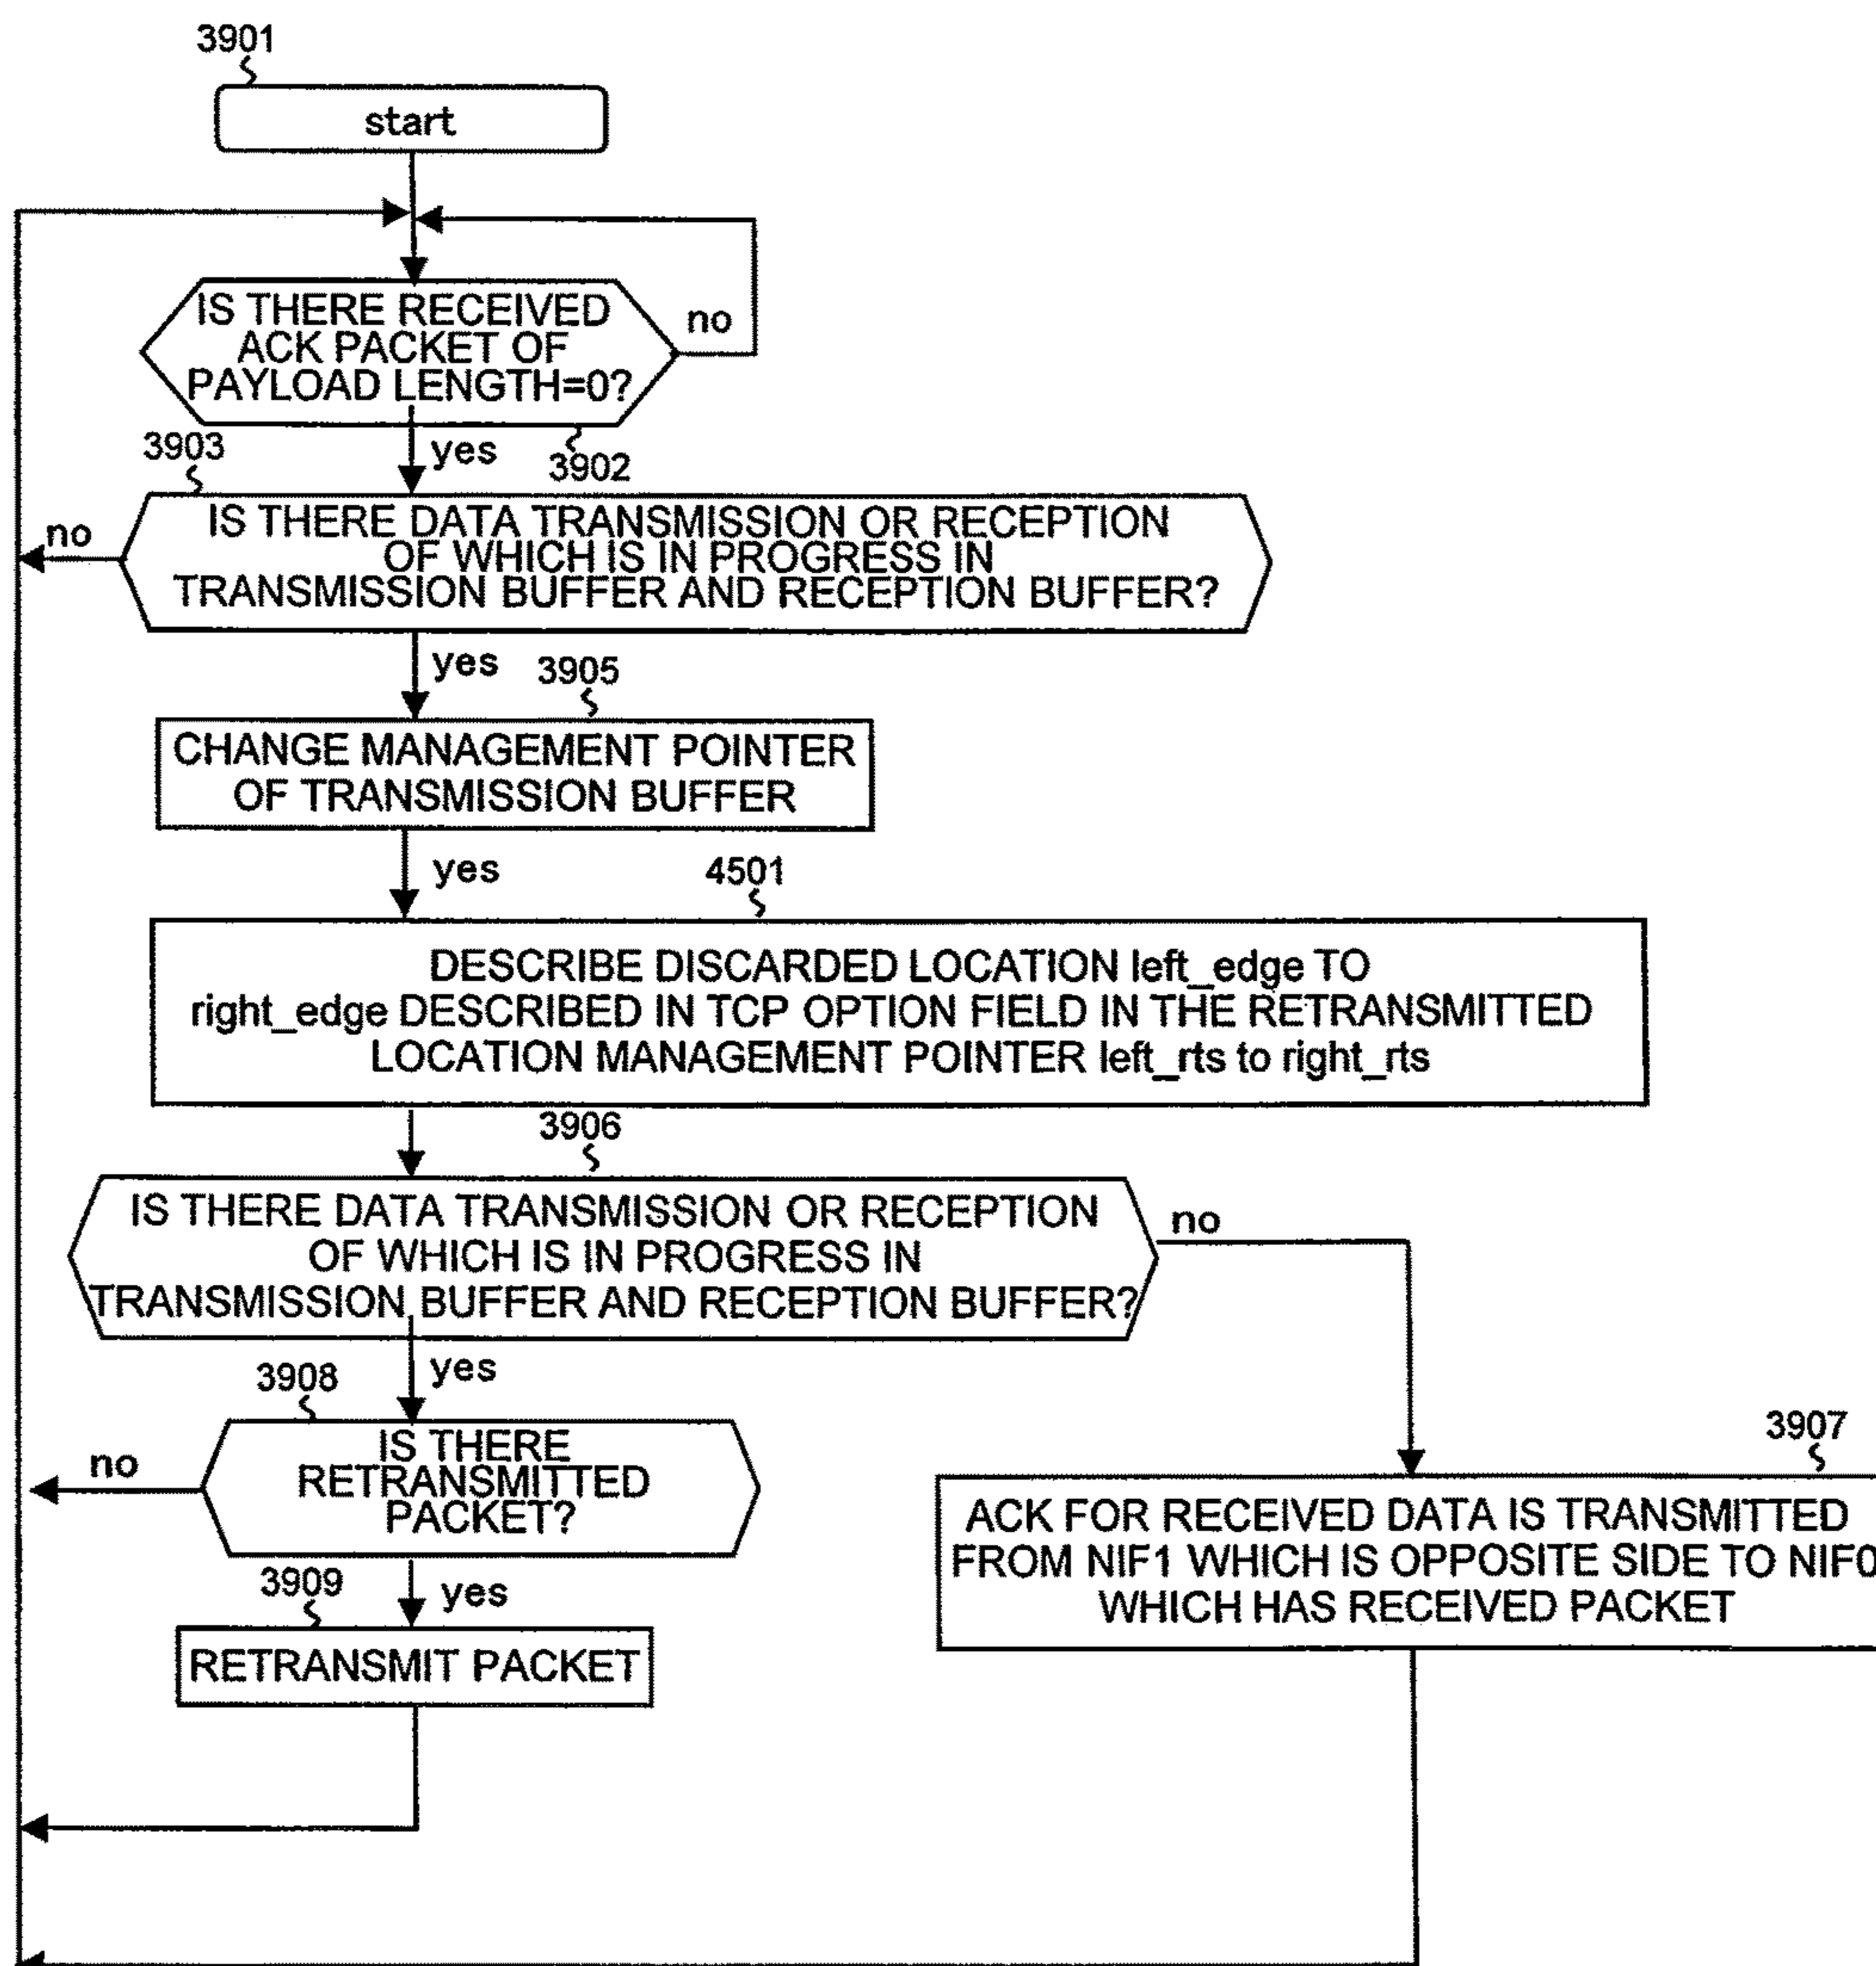 3901
start
IS THERE RECEIVED
ACK PACKET OF
PAYLOAD LENGTH=0?
no
3903
yes
3902
no
IS THERE DATA TRANSMISSION OR RECEPTION
OF WHICH IS IN PROGRESS IN
TRANSMISSION BUFFER AND RECEPTION BUFFER?
yes
3905
CHANGE MANAGEMENT POINTER
OF TRANSMISSION BUFFER
yes
4501
DESCRIBE DISCARDED LOCATION left_edge TO
right_edge DESCRIBED IN TCP OPTION FIELD IN THE RETRANSMITTED
LOCATION MANAGEMENT POINTER left_rts to right_rts
3906
IS THERE DATA TRANSMISSION OR RECEPTION
OF WHICH IS IN PROGRESS IN
TRANSMISSION BUFFER AND RECEPTION BUFFER?
no
yes
3908
no
IS THERE
RETRANSMITTED
PACKET?
3907
ACK FOR RECEIVED DATA IS TRANSMITTED
FROM NIF1 WHICH IS OPPOSITE SIDE TO NIF0
WHICH HAS RECEIVED PACKET
3909
yes
RETRANSMIT PACKET